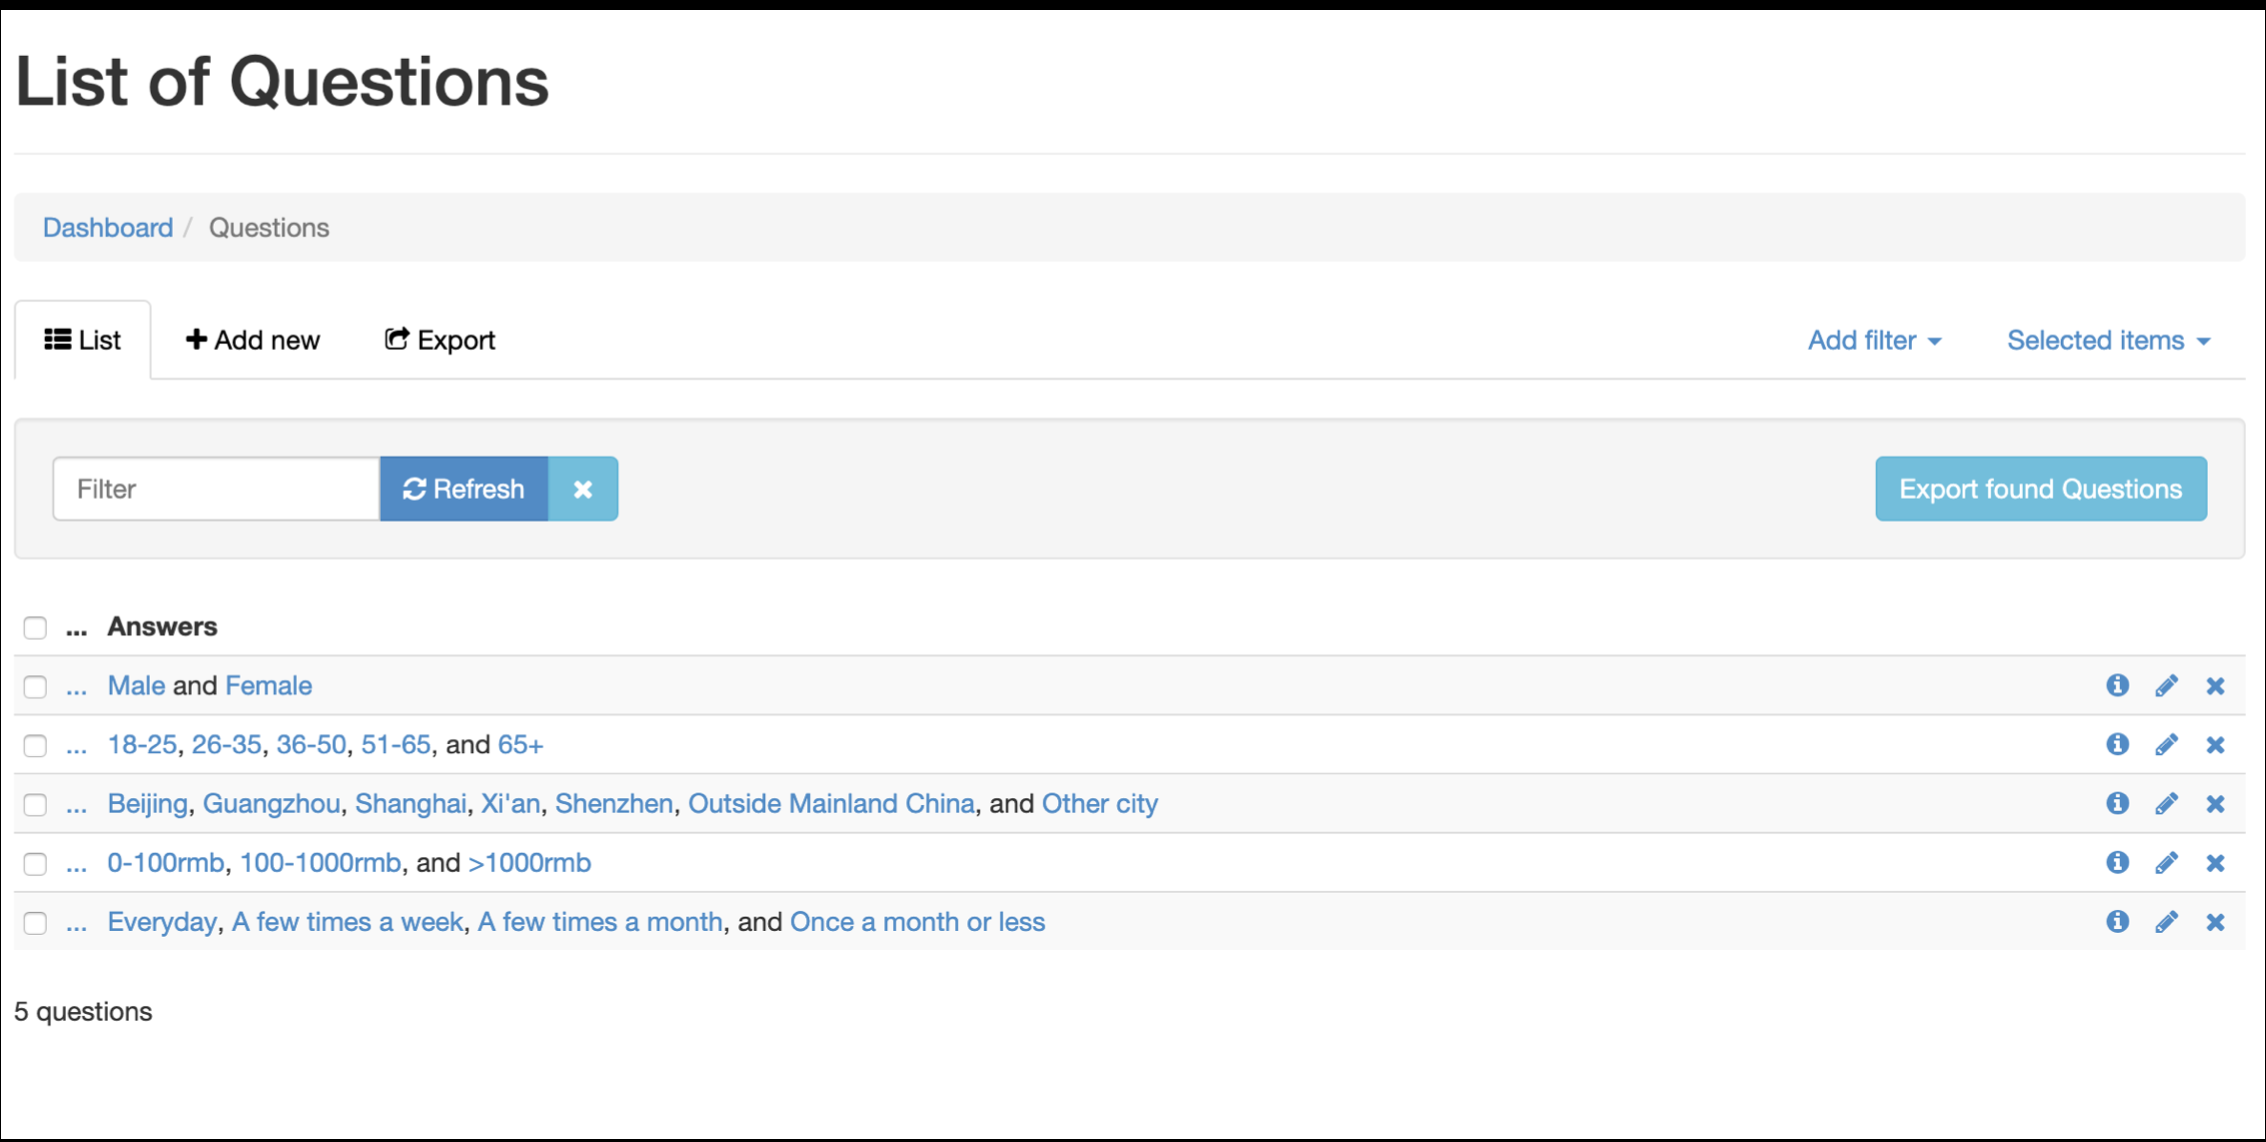 List of Questions
Dashboard / Questions
List Add new Export Add filter Selected items
Filter Refresh Export found Questions
... Answers
... Male and Female
... 18-25, 26-35, 36-50, 51-65, and 65+
... Beijing, Guangzhou, Shanghai, Xi'an, Shenzhen, Outside Mainland China, and Other city
... 0-100rmb, 100-1000rmb, and >1000rmb
... Everyday, A few times a week, A few times a month, and Once a month or less
5 questions